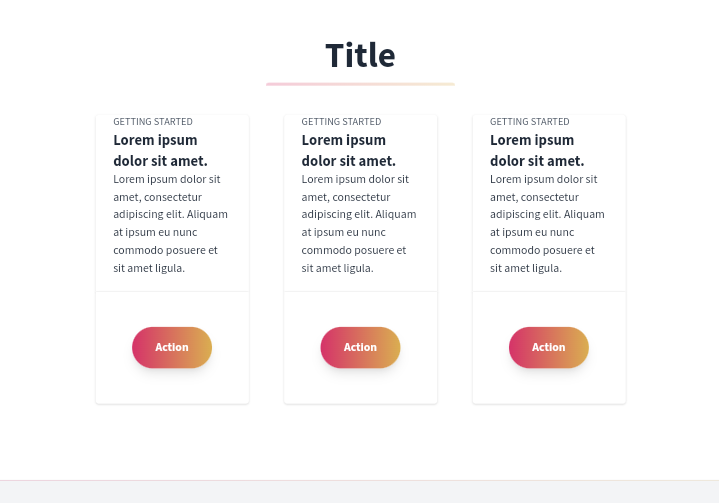 Title
GETTING STARTED
Lorem ipsum
dolor sit amet.
Lorem ipsum dolor sit
amet, consectetur
adipiscing elit. Aliquam
at ipsum eu nunc
commodo posuere et
sit amet ligula.
Action
GETTING STARTED
Lorem ipsum
dolor sit amet.
Lorem ipsum dolor sit
amet, consectetur
adipiscing elit. Aliquam
at ipsum eu nunc
commodo posuere et
sit amet ligula.
Action
GETTING STARTED
Lorem ipsum
dolor sit amet.
Lorem ipsum dolor sit
amet, consectetur
adipiscing elit. Aliquam
at ipsum eu nunc
commodo posuere et
sit amet ligula.
Action